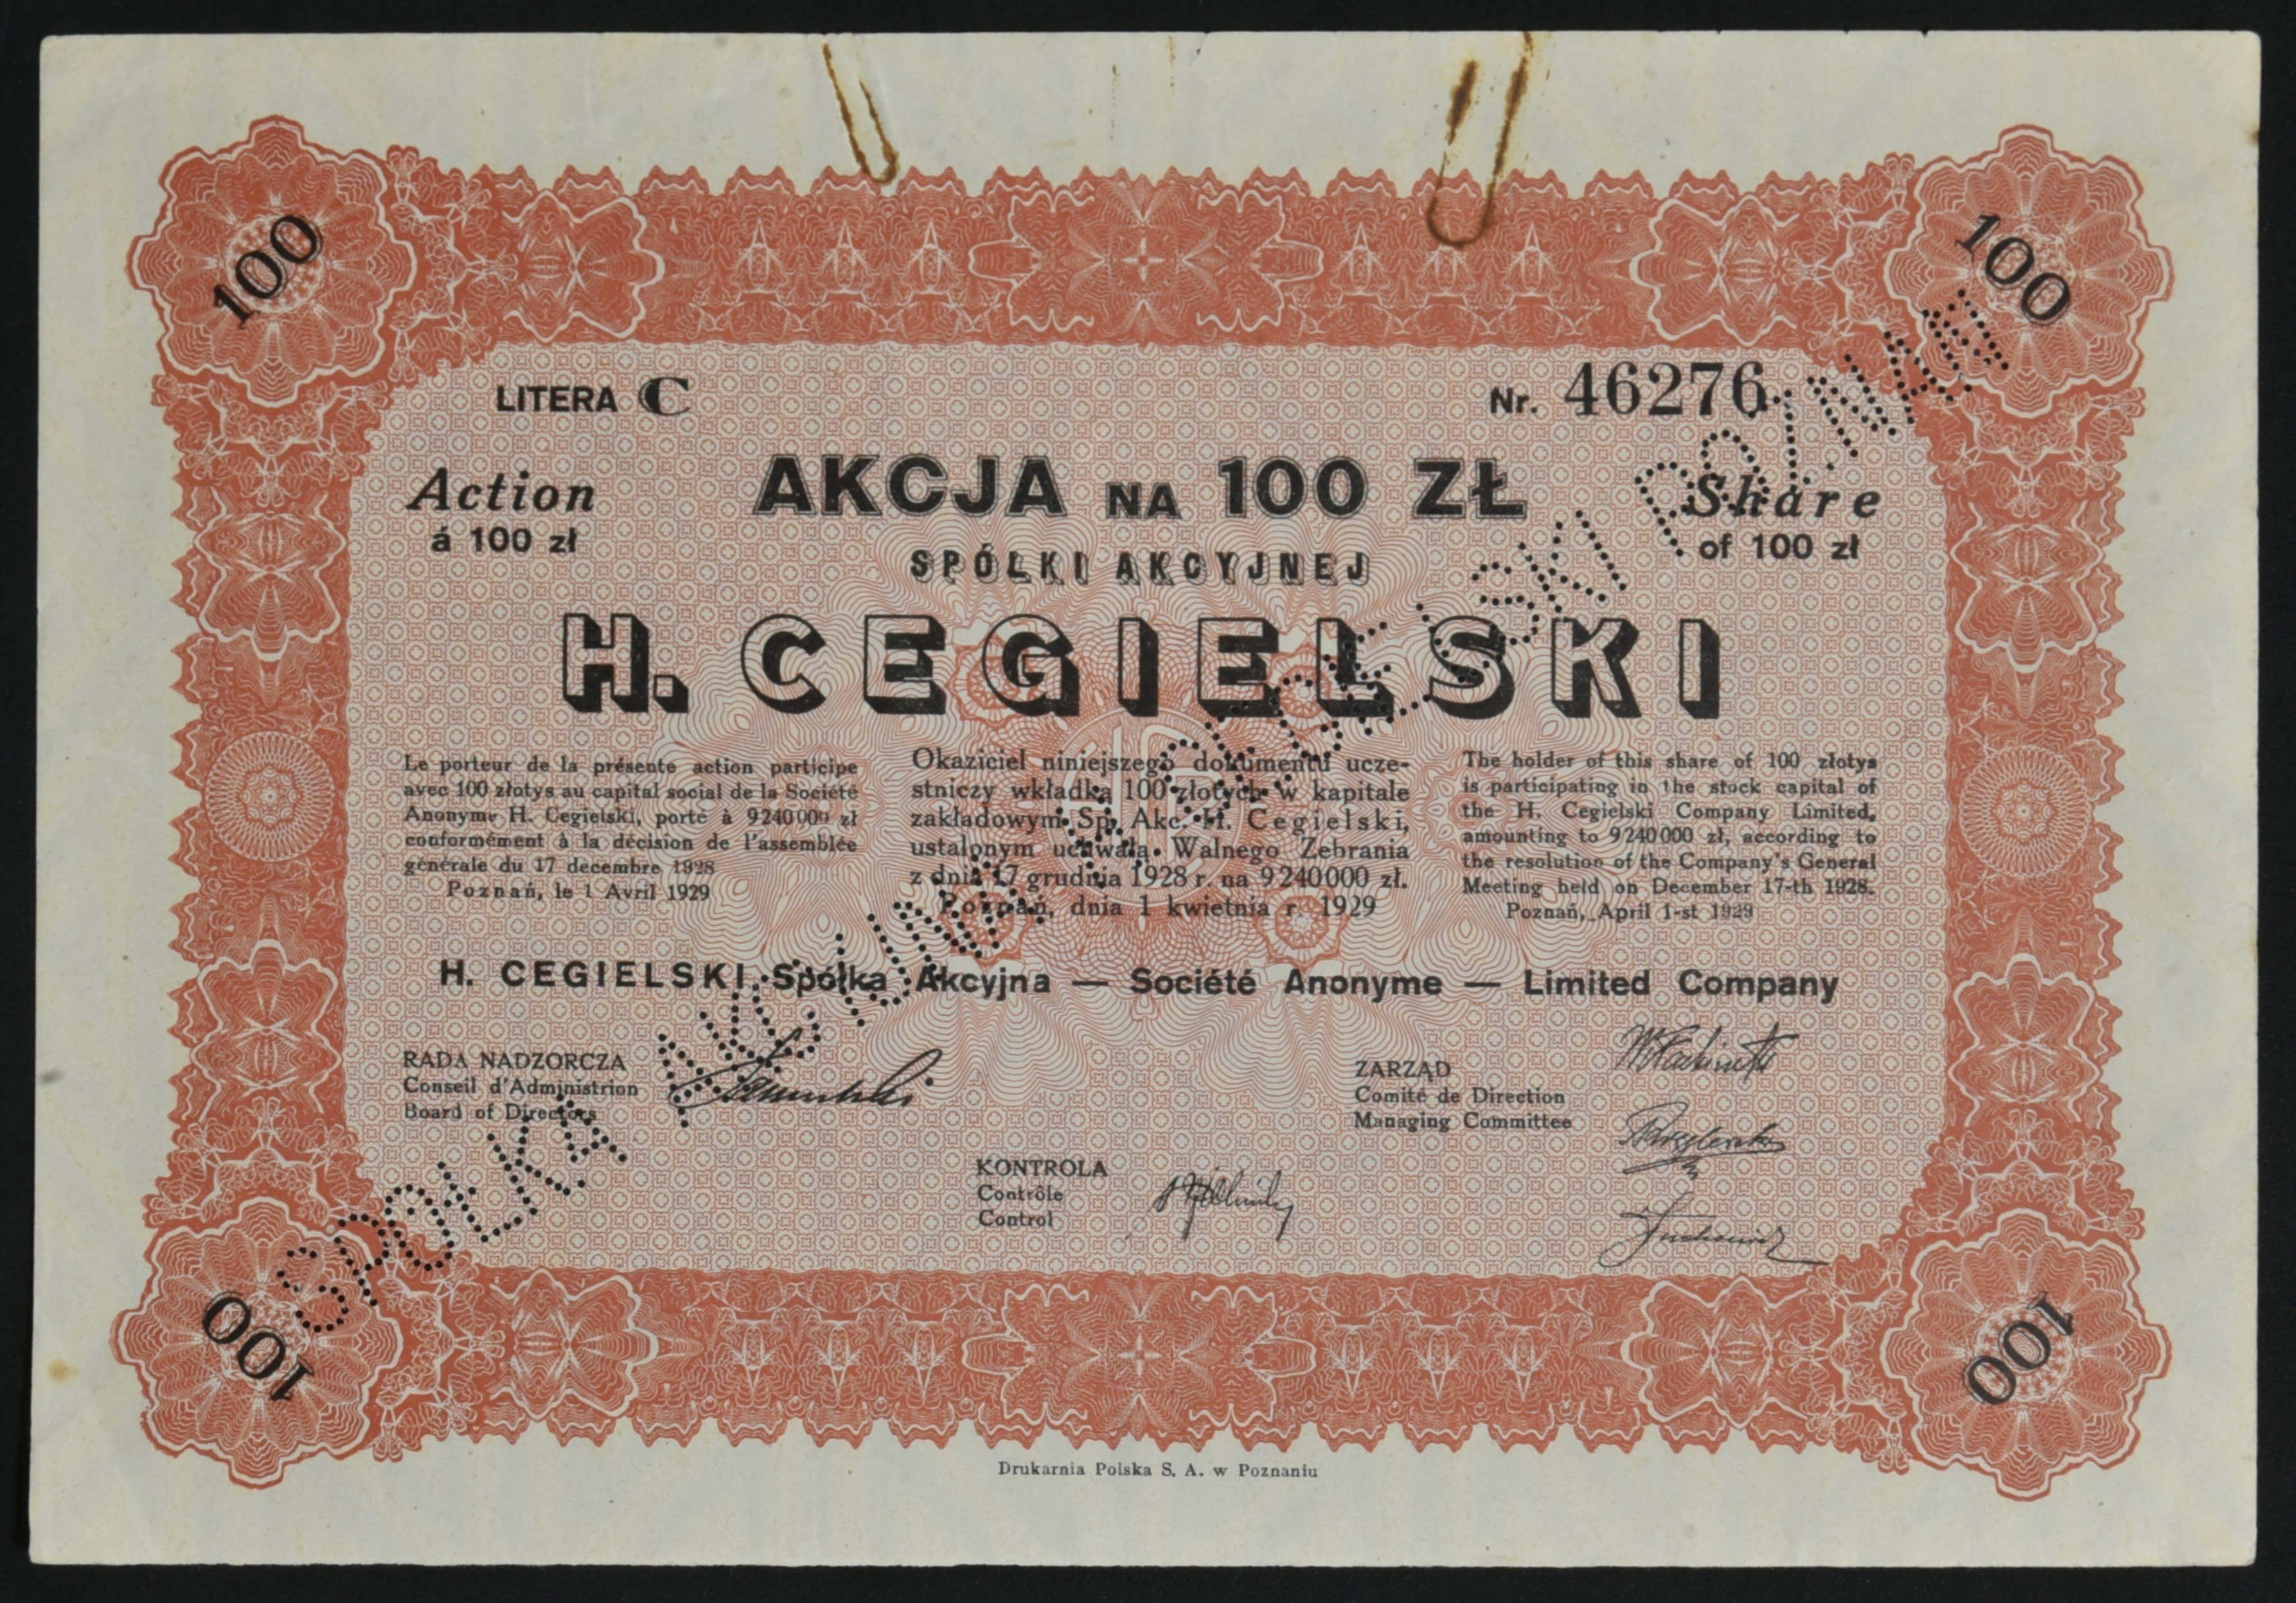 100
100
LITERA C
Nr. 46276
Action
á 100 zł
AKCJA NA 100 ZŁ
Share
of 100 zł
SPÓŁKI AKCYJNEJ
H. CEGIELSKI
Le porteur de la présente action participe
avec 100 złotys au capital social de la Société
Anonyme H. Cegielski, porté à 9240000 zł
conformément à la décision de l'assemblée
générale du 17 decembre 1928
Poznań, le 1 Avril 1929
Okaziciel niniejszego dokumentu ucze-
stniczy wkładką 100 złotych w kapitale
zakładowym Sp. Akc. H. Cegielski,
ustalonym uchwałą Walnego Zebrania
z dnia 17 grudnia 1928 r. na 9240000 zł.
Poznań, dnia 1 kwietnia r. 1929
The holder of this share of 100 złotys
is participating in the stock capital of
the H. Cegielski Company Limited,
amounting to 9240000 zł, according to
the resolution of the Company's General
Meeting held on December 17-th 1928.
Poznań, April 1-st 1929
H. CEGIELSKI Spółka Akcyjna — Société Anonyme — Limited Company
RADA NADZORCZA
Conseil d'Administrion
Board of Directors
ZARZĄD
Comité de Direction
Managing Committee
KONTROLA
Contrôle
Control
SPÓŁKA AKCYJNA H. CEGIELSKI POZNAŃ
100
100
Drukarnia Polska S. A. w Poznaniu